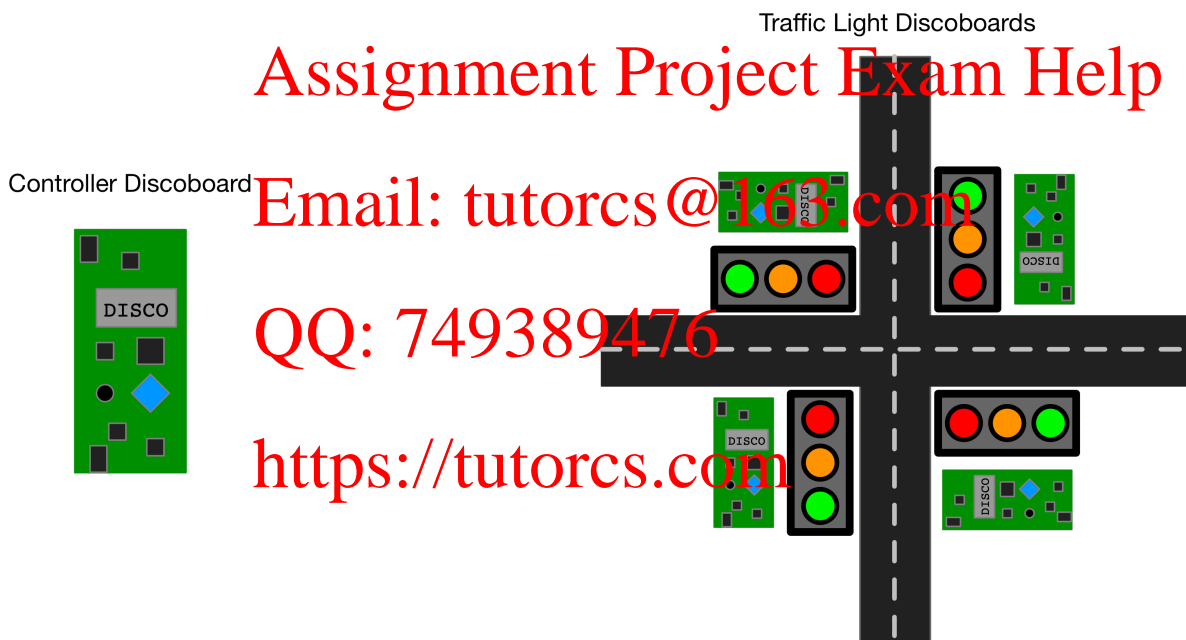 Traffic Light Discoboards
Assignment Project Exam Help
Controller Discoboard
Email: tutorcs@163.com
DISCO
DISCO
DISCO
QQ: 749389476
https://tutorcs.com
DISCO
DISCO